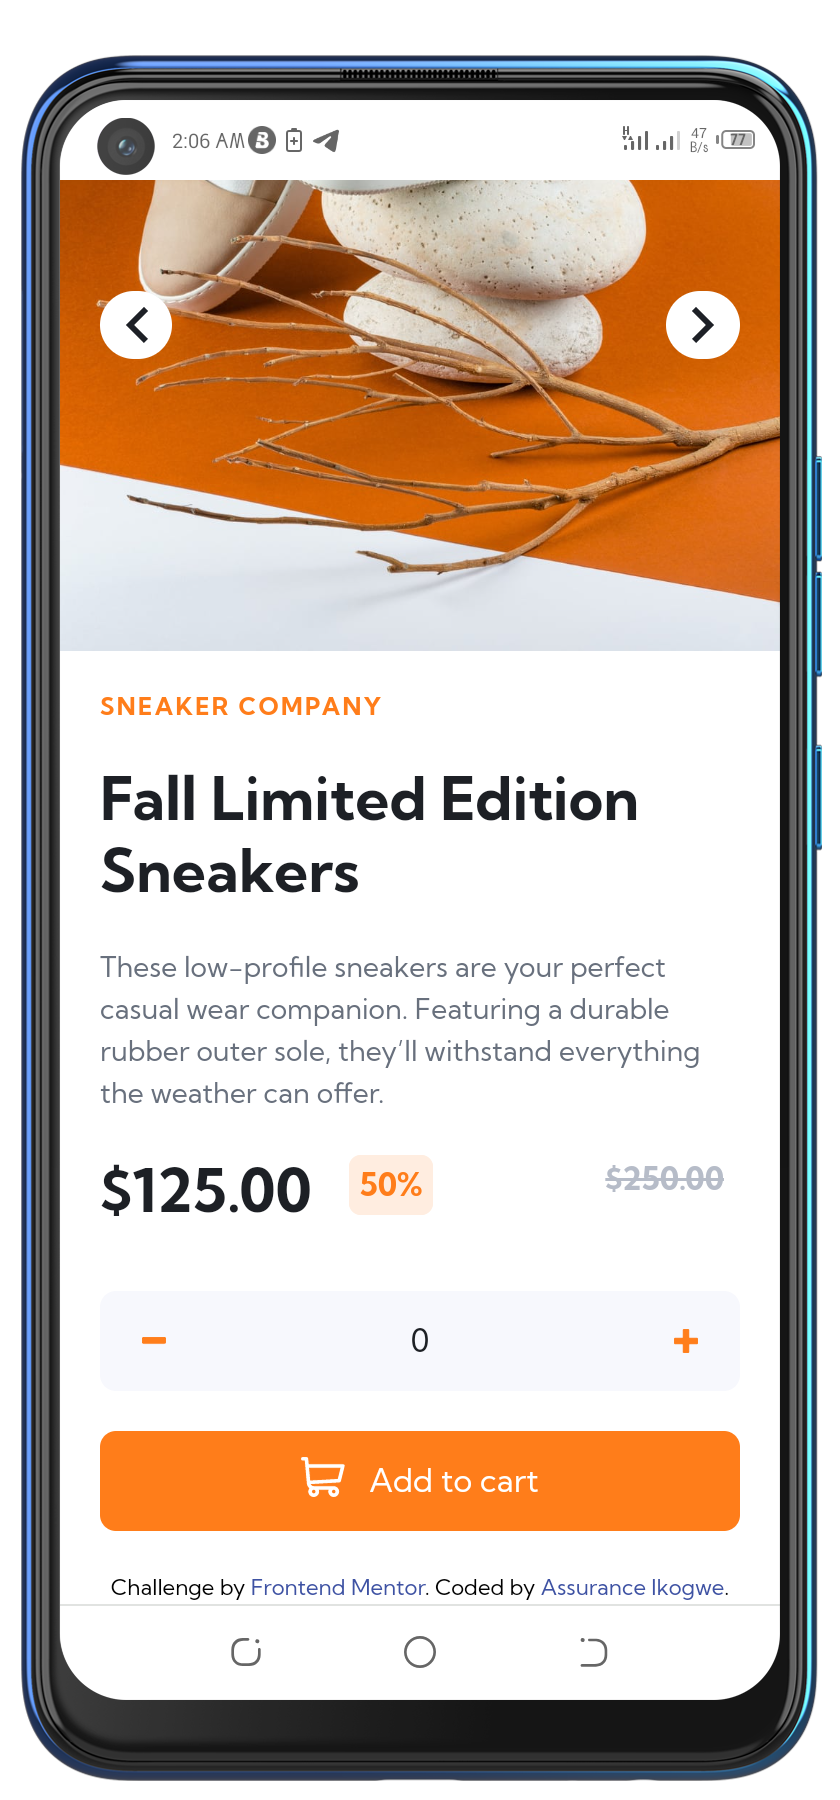 2:06 AM B H 47 B/s 77
SNEAKER COMPANY
Fall Limited Edition
Sneakers
These low-profile sneakers are your perfect
casual wear companion. Featuring a durable
rubber outer sole, they’ll withstand everything
the weather can offer.
$125.00 50% $250.00
0
Add to cart
Challenge by Frontend Mentor. Coded by Assurance Ikogwe.